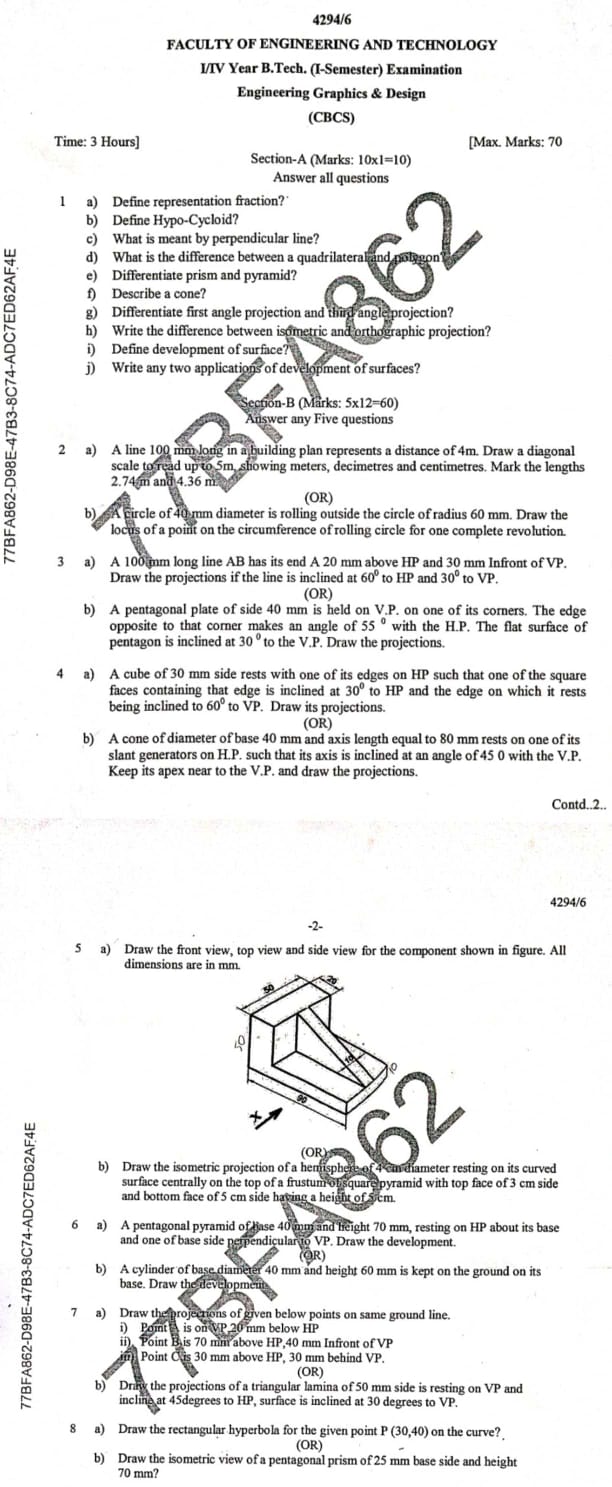 4294/6
FACULTY OF ENGINEERING AND TECHNOLOGY
I/IV Year B.Tech. (I-Semester) Examination
Engineering Graphics & Design
(CBCS)
Time: 3 Hours] [Max. Marks: 70
Section-A (Marks: 10x1=10)
Answer all questions
1 a) Define representation fraction?
b) Define Hypo-Cycloid?
c) What is meant by perpendicular line?
d) What is the difference between a quadrilateral and polygon?
e) Differentiate prism and pyramid?
f) Describe a cone?
g) Differentiate first angle projection and third angle projection?
h) Write the difference between isometric and orthographic projection?
i) Define development of surface?
j) Write any two applications of development of surfaces?
Section-B (Marks: 5x12=60)
Answer any Five questions
2 a) A line 100 mm long in a building plan represents a distance of 4m. Draw a diagonal
scale to read up to 5m, showing meters, decimetres and centimetres. Mark the lengths
2.74 m and 4.36 m.
(OR)
b) A circle of 40 mm diameter is rolling outside the circle of radius 60 mm. Draw the
locus of a point on the circumference of rolling circle for one complete revolution.
3 a) A 100 mm long line AB has its end A 20 mm above HP and 30 mm Infront of VP.
Draw the projections if the line is inclined at 60⁰ to HP and 30⁰ to VP.
(OR)
b) A pentagonal plate of side 40 mm is held on V.P. on one of its corners. The edge
opposite to that corner makes an angle of 55 ⁰ with the H.P. The flat surface of
pentagon is inclined at 30 ⁰ to the V.P. Draw the projections.
4 a) A cube of 30 mm side rests with one of its edges on HP such that one of the square
faces containing that edge is inclined at 30⁰ to HP and the edge on which it rests
being inclined to 60⁰ to VP. Draw its projections.
(OR)
b) A cone of diameter of base 40 mm and axis length equal to 80 mm rests on one of its
slant generators on H.P. such that its axis is inclined at an angle of 45 0 with the V.P.
Keep its apex near to the V.P. and draw the projections.
Contd..2..
4294/6
-2-
5 a) Draw the front view, top view and side view for the component shown in figure. All
dimensions are in mm.
50 20
50
10 10
90
X
(OR)
b) Draw the isometric projection of a hemisphere of 4 cm diameter resting on its curved
surface centrally on the top of a frustum of square pyramid with top face of 3 cm side
and bottom face of 5 cm side having a height of 5 cm.
6 a) A pentagonal pyramid of base 40 mm and height 70 mm, resting on HP about its base
and one of base side perpendicular to VP. Draw the development.
(OR)
b) A cylinder of base diameter 40 mm and height 60 mm is kept on the ground on its
base. Draw the development.
7 a) Draw the projections of given below points on same ground line.
i) Point A is on VP, 20 mm below HP
ii) Point B is 70 mm above HP,40 mm Infront of VP
iii) Point C is 30 mm above HP, 30 mm behind VP.
(OR)
b) Draw the projections of a triangular lamina of 50 mm side is resting on VP and
incline at 45degrees to HP, surface is inclined at 30 degrees to VP.
8 a) Draw the rectangular hyperbola for the given point P (30,40) on the curve?
(OR)
b) Draw the isometric view of a pentagonal prism of 25 mm base side and height
70 mm?
77BFA862-D98E-47B3-8C74-ADC7ED62AF4E
77BFA862-D98E-47B3-8C74-ADC7ED62AF4E
77BFA862
77BFA862